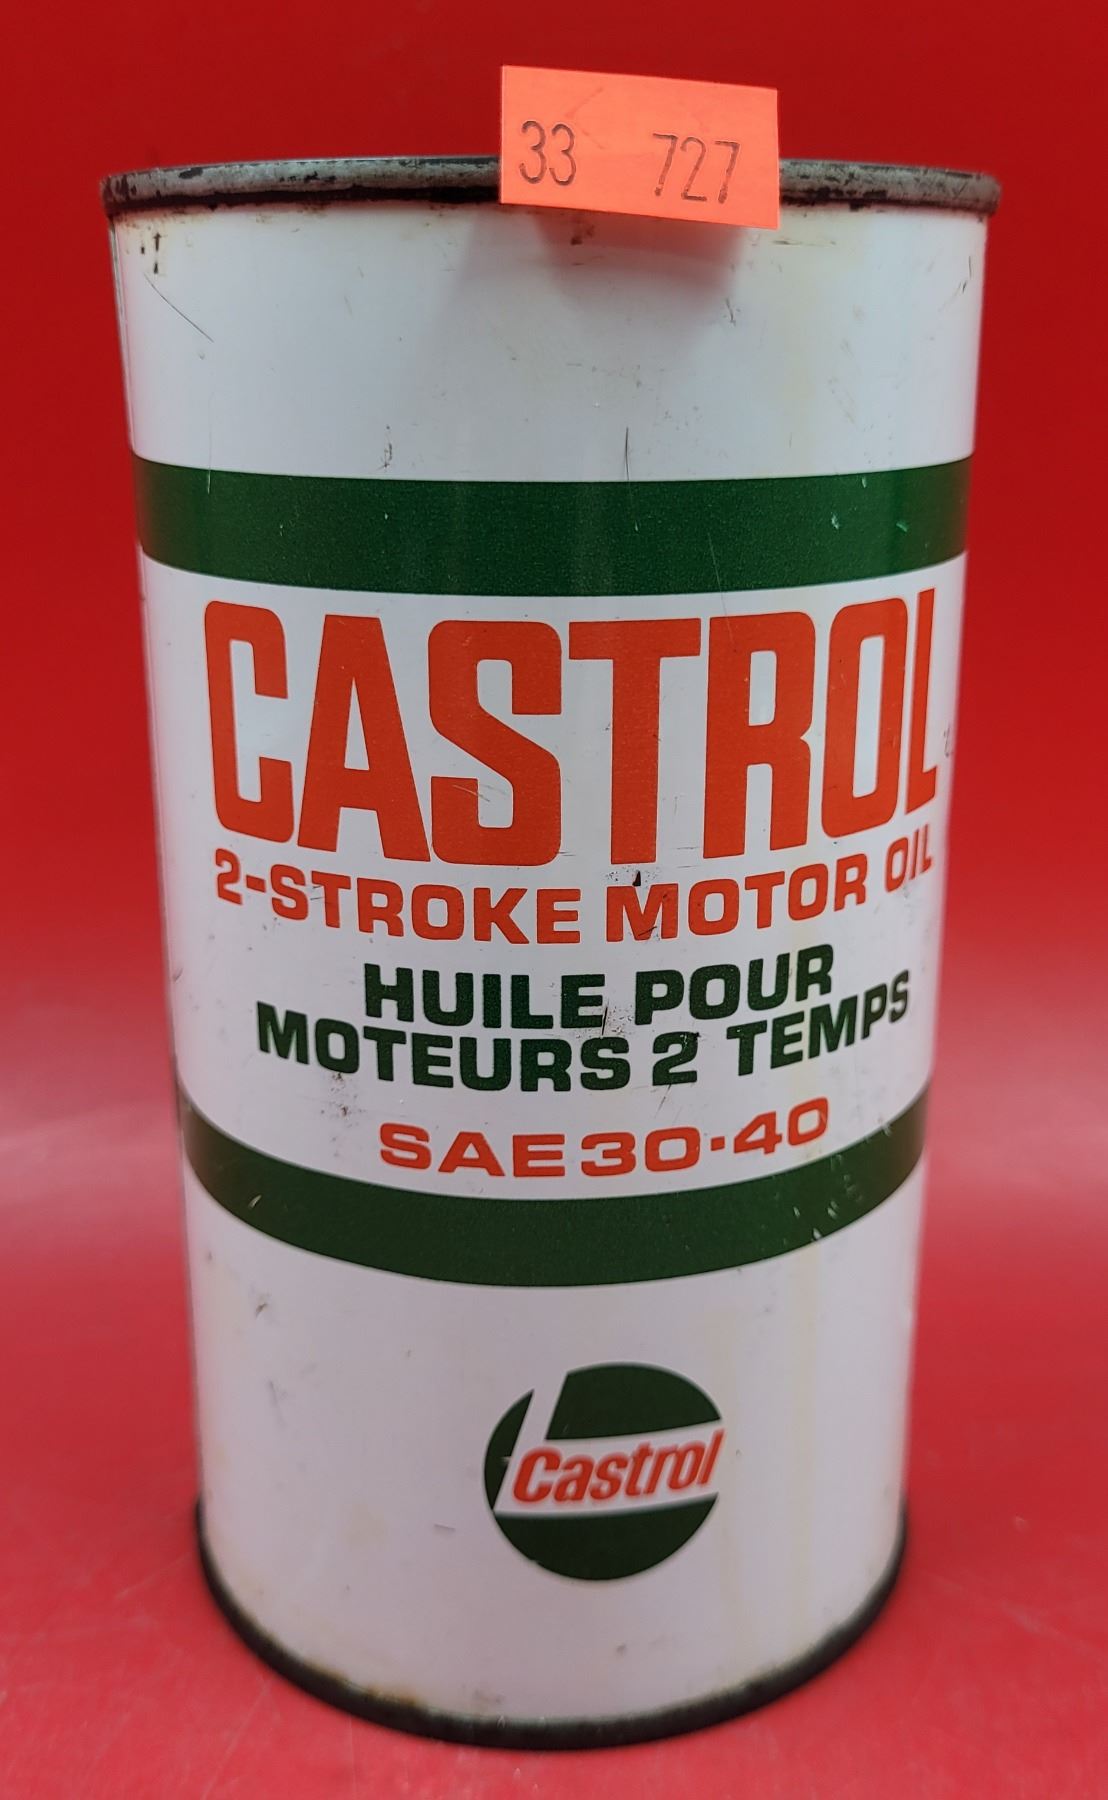 33 727
CASTROL
2-STROKE MOTOR OIL
HUILE POUR
MOTEURS 2 TEMPS
SAE 30·40
Castrol